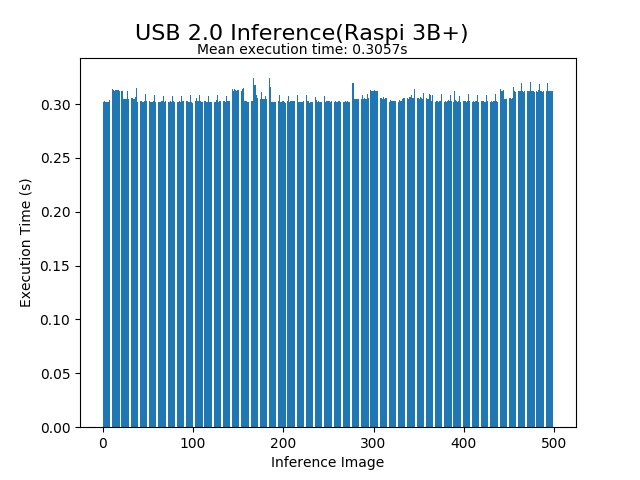 USB 2.0 Inference(Raspi 3B+)
Mean execution time: 0.3057s
Execution Time (s)
0.30
0.25
0.20
0.15
0.10
0.05
0.00
0 100 200 300 400 500
Inference Image